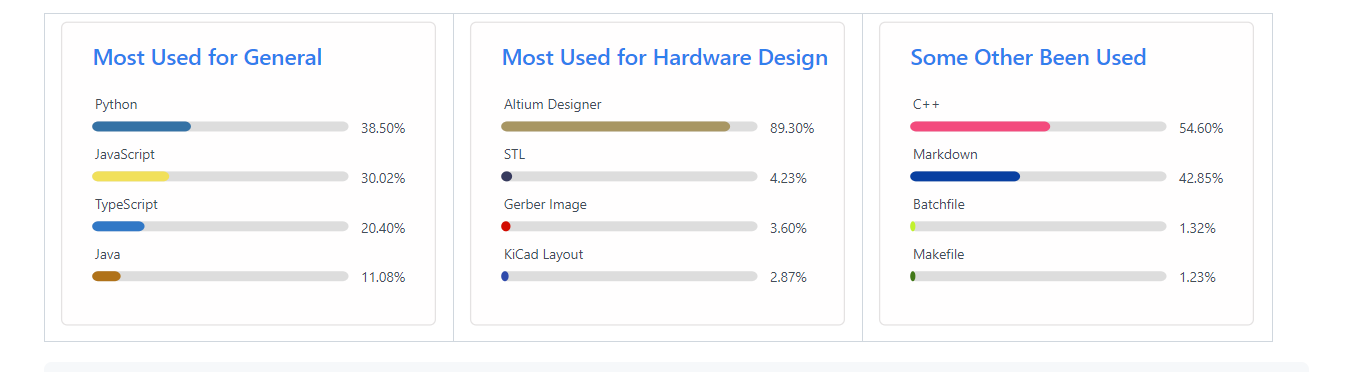 Most Used for General
Python
38.50%
JavaScript
30.02%
TypeScript
20.40%
Java
11.08%
Most Used for Hardware Design
Altium Designer
89.30%
STL
4.23%
Gerber Image
3.60%
KiCad Layout
2.87%
Some Other Been Used
C++
54.60%
Markdown
42.85%
Batchfile
1.32%
Makefile
1.23%